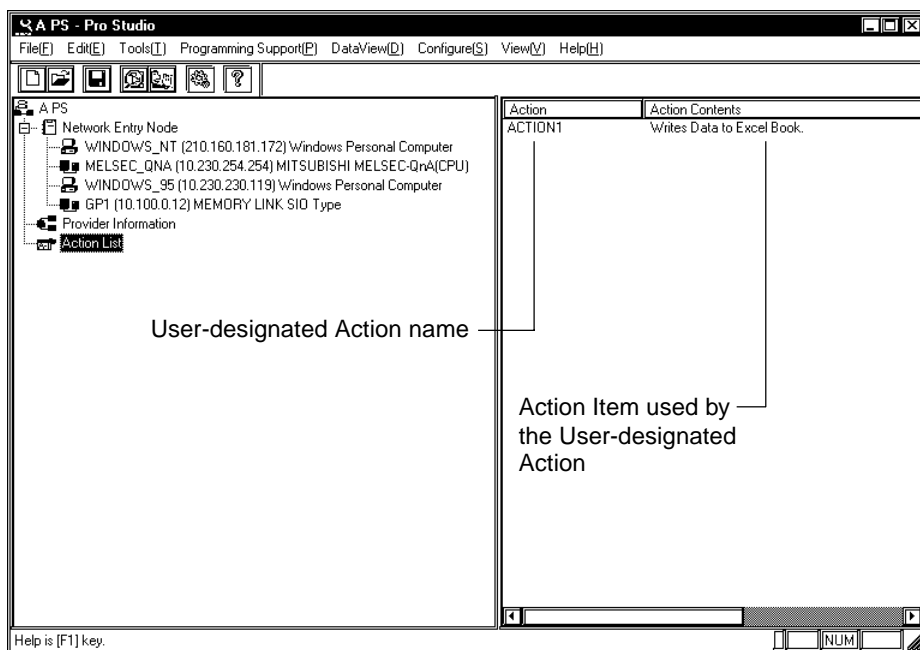 A PS - Pro Studio
File(F) Edit(E) Tools(T) Programming Support(P) DataView(D) Configure(S) View(V) Help(H)
A PS
Network Entry Node
WINDOWS_NT (210.160.181.172) Windows Personal Computer
MELSEC_QNA (10.230.254.254) MITSUBISHI MELSEC-QnA(CPU)
WINDOWS_95 (10.230.230.119) Windows Personal Computer
GP1 (10.100.0.12) MEMORY LINK SIO Type
Provider Information
Action List
Action Action Contents
ACTION1 Writes Data to Excel Book.
User-designated Action name
Action Item used by
the User-designated
Action
Help is [F1] key.
NUM